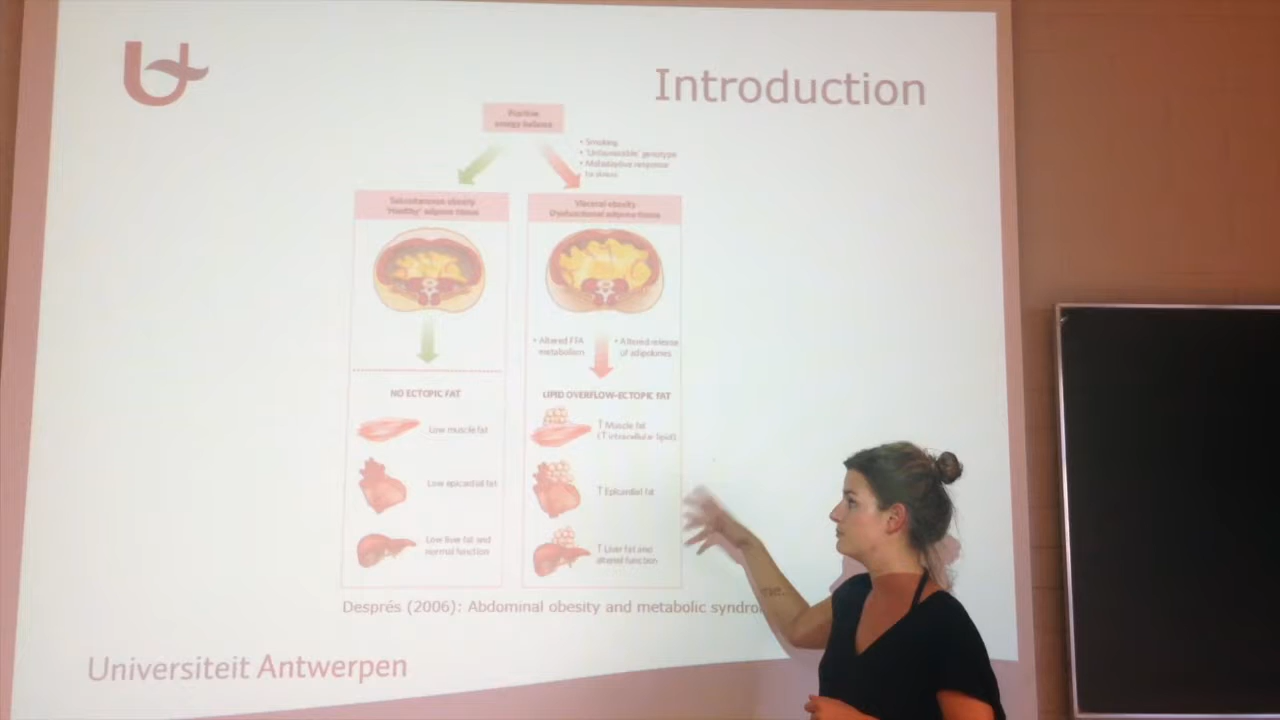 Introduction
Positive
energy balance
• Smoking
• 'Unfavourable' genotype
• Maladaptive response
to stress
Subcutaneous obesity
'Healthy' adipose tissue
Visceral obesity
Dysfunctional adipose tissue
• Altered FFA
metabolism
• Altered release
of adipokines
NO ECTOPIC FAT
LIPID OVERFLOW-ECTOPIC FAT
Low muscle fat
↑ Muscle fat
(↑ intracellular lipid)
Low epicardial fat
↑ Epicardial fat
Low liver fat and
normal function
↑ Liver fat and
altered function
Després (2006): Abdominal obesity and metabolic syndro
Universiteit Antwerpen